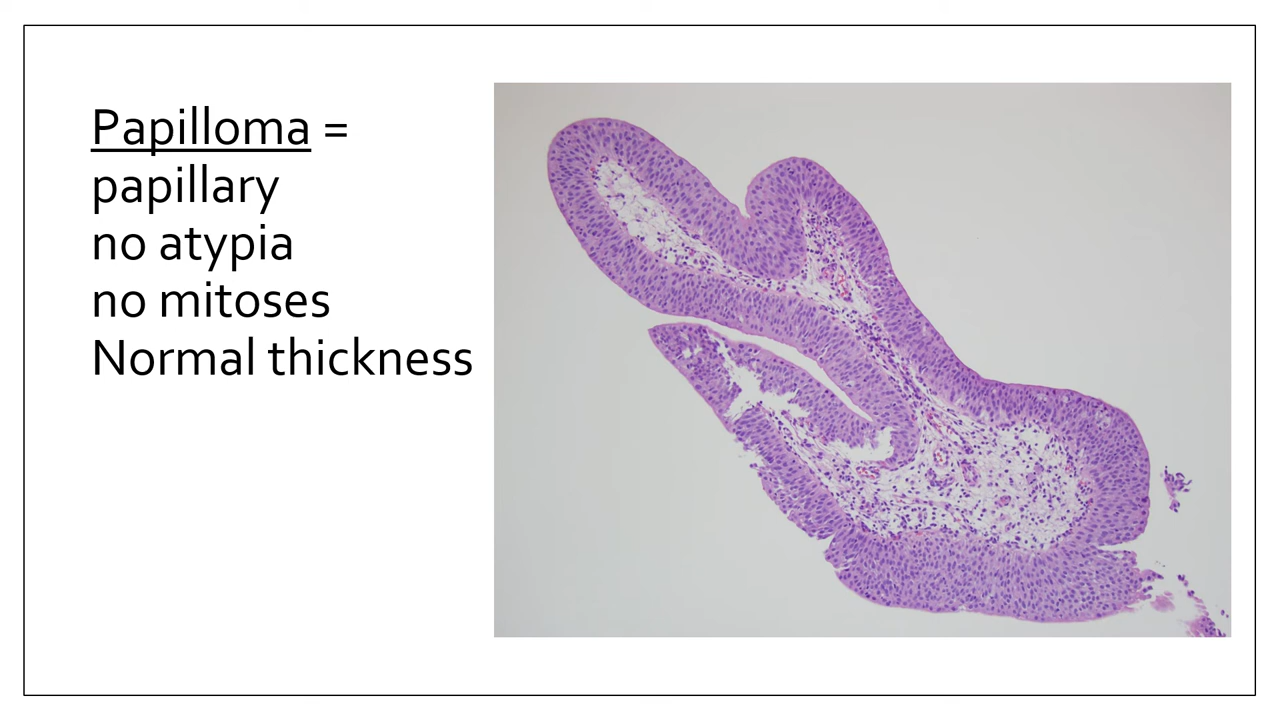 Papilloma =
papillary
no atypia
no mitoses
Normal thickness